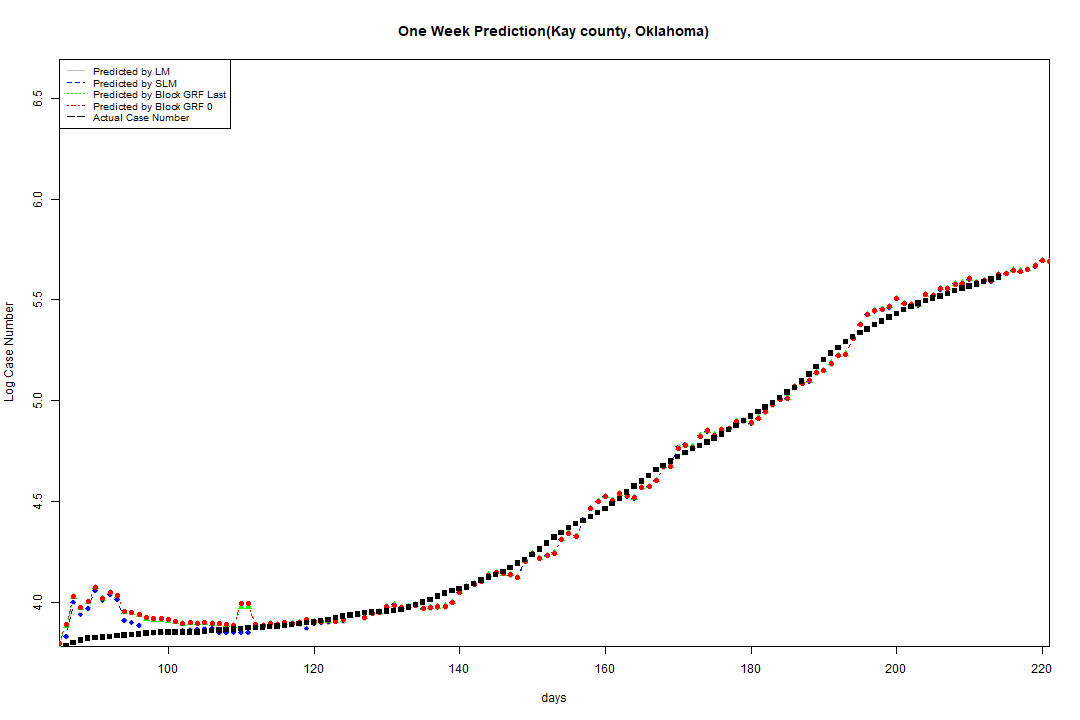 One Week Prediction(Kay county, Oklahoma)
Predicted by LM
Predicted by SLM
Predicted by Block GRF Last
Predicted by Block GRF 0
Actual Case Number
6.5
6.0
5.5
5.0
4.5
4.0
Log Case Number
100 120 140 160 180 200 220
days